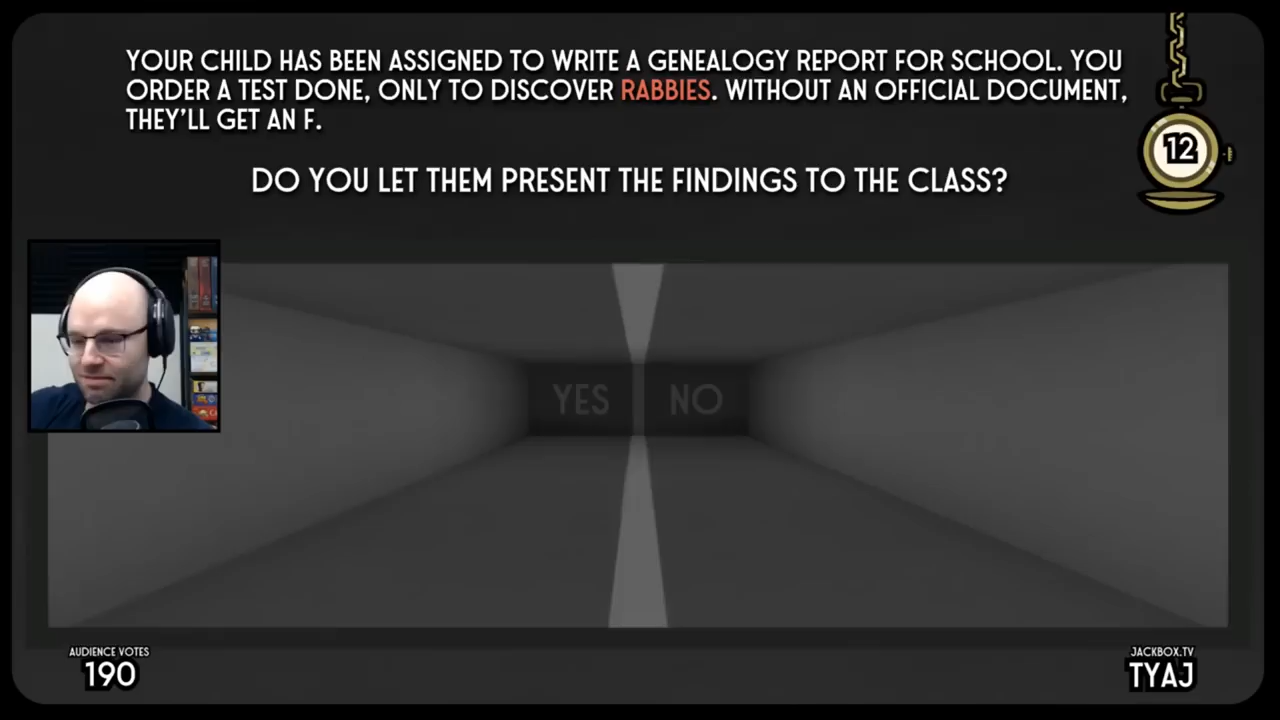 YOUR CHILD HAS BEEN ASSIGNED TO WRITE A GENEALOGY REPORT FOR SCHOOL. YOU
ORDER A TEST DONE, ONLY TO DISCOVER RABBIES. WITHOUT AN OFFICIAL DOCUMENT,
THEY'LL GET AN F.
12
DO YOU LET THEM PRESENT THE FINDINGS TO THE CLASS?
YES NO
AUDIENCE VOTES
190
JACKBOX.TV
TYAJ